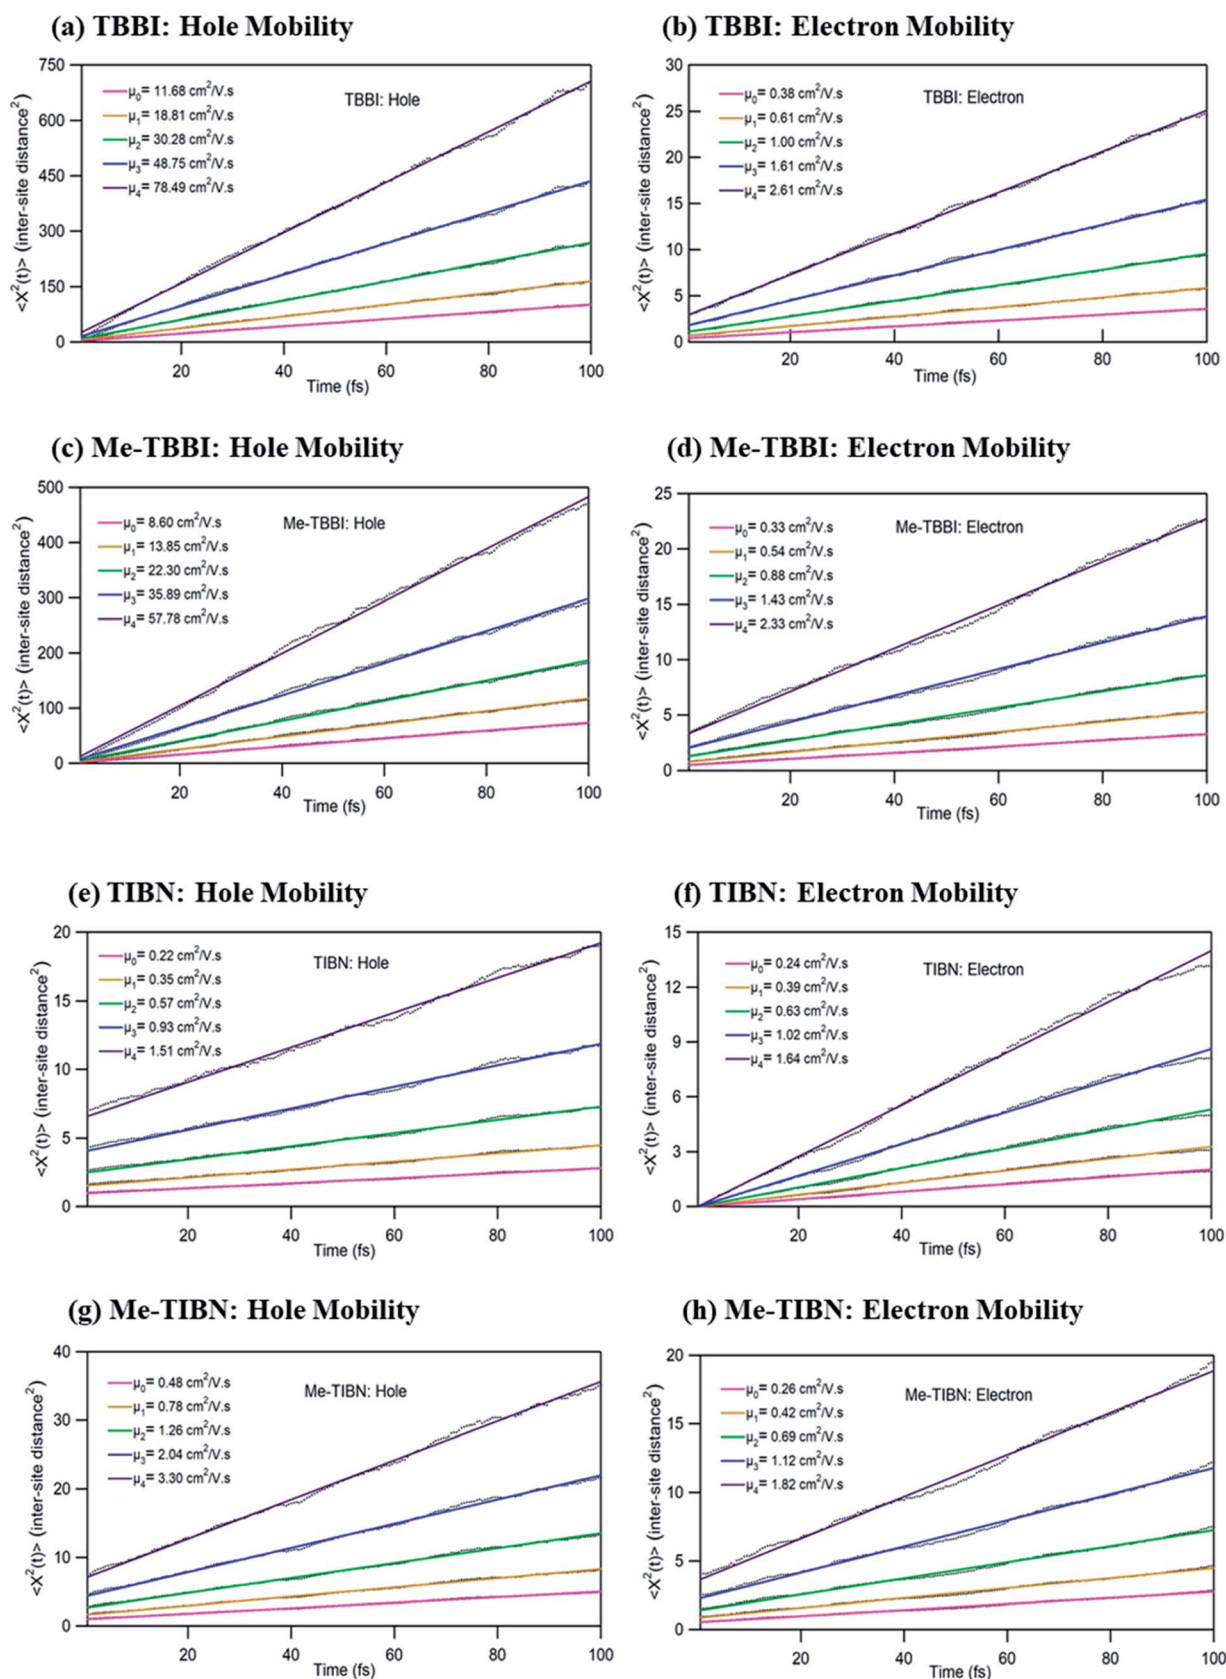 (a) TBBI: Hole Mobility
750
600
450
300
150
0
<X²(t)> (inter-site distance²)
μ₀= 11.68 cm²/V.s
μ₁= 18.81 cm²/V.s
μ₂= 30.28 cm²/V.s
μ₃= 48.75 cm²/V.s
μ₄= 78.49 cm²/V.s
TBBI: Hole
20 40 60 80 100
Time (fs)
(b) TBBI: Electron Mobility
30
25
20
15
10
5
0
<X²(t)> (inter-site distance²)
μ₀= 0.38 cm²/V.s
μ₁= 0.61 cm²/V.s
μ₂= 1.00 cm²/V.s
μ₃= 1.61 cm²/V.s
μ₄= 2.61 cm²/V.s
TBBI: Electron
20 40 60 80 100
Time (fs)
(c) Me-TBBI: Hole Mobility
500
400
300
200
100
0
<X²(t)> (inter-site distance²)
μ₀= 8.60 cm²/V.s
μ₁= 13.85 cm²/V.s
μ₂= 22.30 cm²/V.s
μ₃= 35.89 cm²/V.s
μ₄= 57.78 cm²/V.s
Me-TBBI: Hole
20 40 60 80 100
Time (fs)
(d) Me-TBBI: Electron Mobility
25
20
15
10
5
0
<X²(t)> (inter-site distance²)
μ₀= 0.33 cm²/V.s
μ₁= 0.54 cm²/V.s
μ₂= 0.88 cm²/V.s
μ₃= 1.43 cm²/V.s
μ₄= 2.33 cm²/V.s
Me-TBBI: Electron
20 40 60 80 100
Time (fs)
(e) TIBN: Hole Mobility
20
15
10
5
0
<X²(t)> (inter-site distance²)
μ₀= 0.22 cm²/V.s
μ₁= 0.35 cm²/V.s
μ₂= 0.57 cm²/V.s
μ₃= 0.93 cm²/V.s
μ₄= 1.51 cm²/V.s
TIBN: Hole
20 40 60 80 100
Time (fs)
(f) TIBN: Electron Mobility
15
12
9
6
3
0
<X²(t)> (inter-site distance²)
μ₀= 0.24 cm²/V.s
μ₁= 0.39 cm²/V.s
μ₂= 0.63 cm²/V.s
μ₃= 1.02 cm²/V.s
μ₄= 1.64 cm²/V.s
TIBN: Electron
20 40 60 80 100
Time (fs)
(g) Me-TIBN: Hole Mobility
40
30
20
10
0
<X²(t)> (inter-site distance²)
μ₀= 0.48 cm²/V.s
μ₁= 0.78 cm²/V.s
μ₂= 1.26 cm²/V.s
μ₃= 2.04 cm²/V.s
μ₄= 3.30 cm²/V.s
Me-TIBN: Hole
20 40 60 80 100
Time (fs)
(h) Me-TIBN: Electron Mobility
20
15
10
5
0
<X²(t)> (inter-site distance²)
μ₀= 0.26 cm²/V.s
μ₁= 0.42 cm²/V.s
μ₂= 0.69 cm²/V.s
μ₃= 1.12 cm²/V.s
μ₄= 1.82 cm²/V.s
Me-TIBN: Electron
20 40 60 80 100
Time (fs)